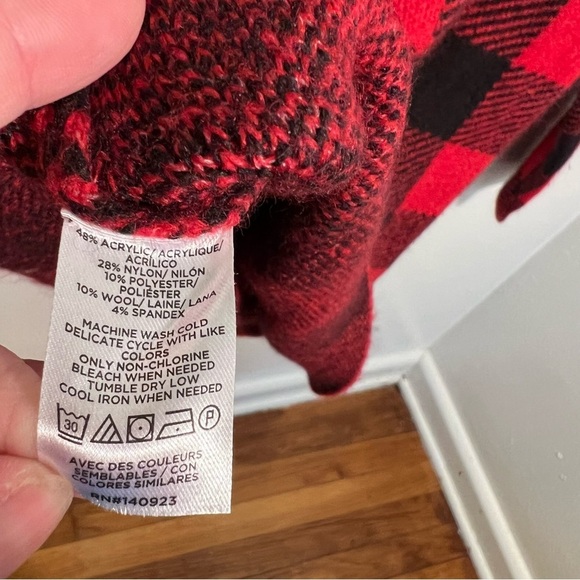 48% ACRYLIC/ ACRYLIQUE/
ACRÍLICO
28% NYLON/ NILÓN
10% POLYESTER/
POLIÉSTER
10% WOOL/ LAINE/ LANA
4% SPANDEX
MACHINE WASH COLD
DELICATE CYCLE WITH LIKE
COLORS
ONLY NON-CHLORINE
BLEACH WHEN NEEDED
TUMBLE DRY LOW
COOL IRON WHEN NEEDED
30 P
AVEC DES COULEURS
SEMBLABLES / CON
COLORES SIMILARES
RN#140923